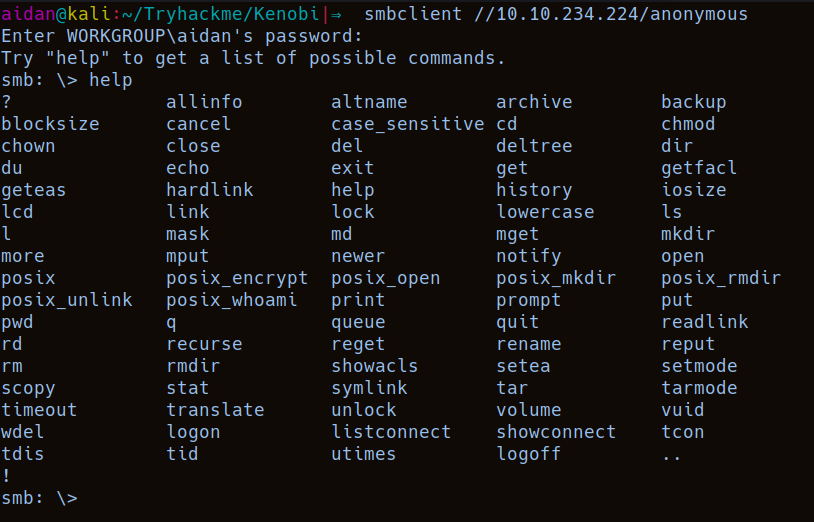 aidan@kali:~/Tryhackme/Kenobi|⇒  smbclient //10.10.234.224/anonymous
Enter WORKGROUP\aidan's password:
Try "help" to get a list of possible commands.
smb: \> help
?              allinfo        altname        archive        backup
blocksize      cancel         case_sensitive cd             chmod
chown          close          del            deltree        dir
du             echo           exit           get            getfacl
geteas         hardlink       help           history        iosize
lcd            link           lock           lowercase      ls
l              mask           md             mget           mkdir
more           mput           newer          notify         open
posix          posix_encrypt  posix_open     posix_mkdir    posix_rmdir
posix_unlink   posix_whoami   print          prompt         put
pwd            q              queue          quit           readlink
rd             recurse        reget          rename         reput
rm             rmdir          showacls       setea          setmode
scopy          stat           symlink        tar            tarmode
timeout        translate      unlock         volume         vuid
wdel           logon          listconnect    showconnect    tcon
tdis           tid            utimes         logoff         ..
!
smb: \>